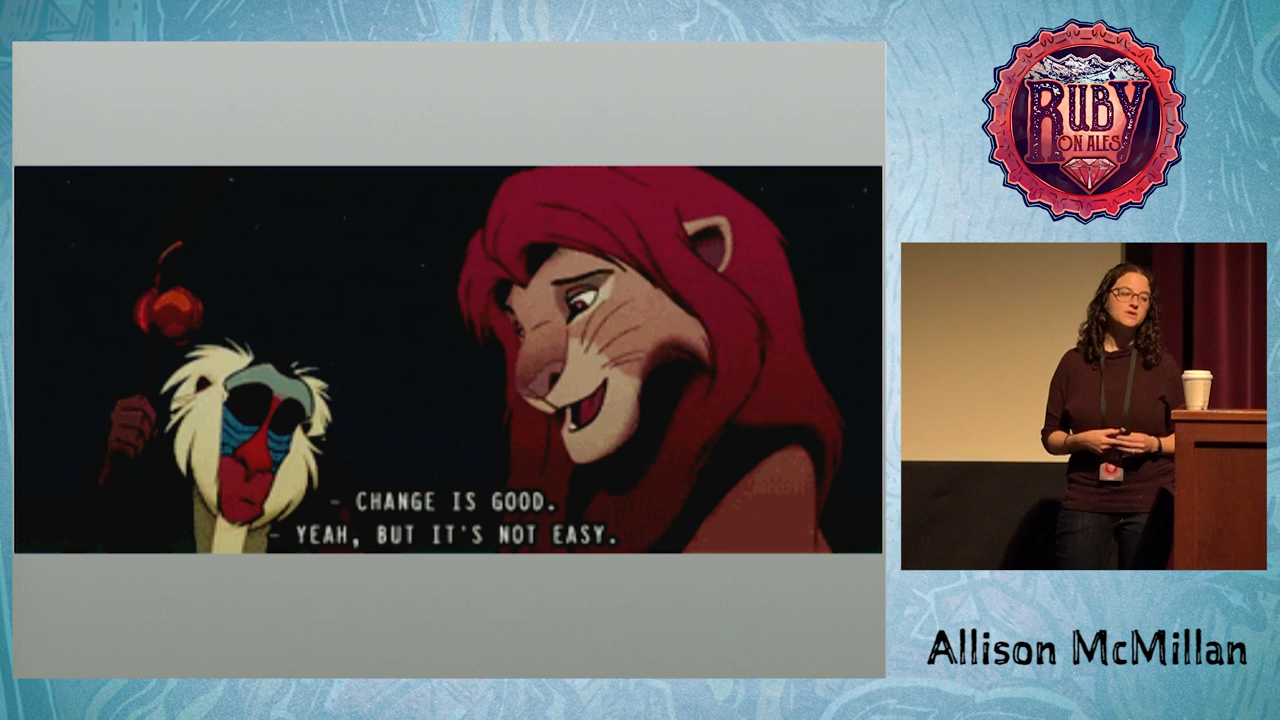 - CHANGE IS GOOD.
- YEAH, BUT IT'S NOT EASY.
RUBY
ON ALES
Allison McMillan